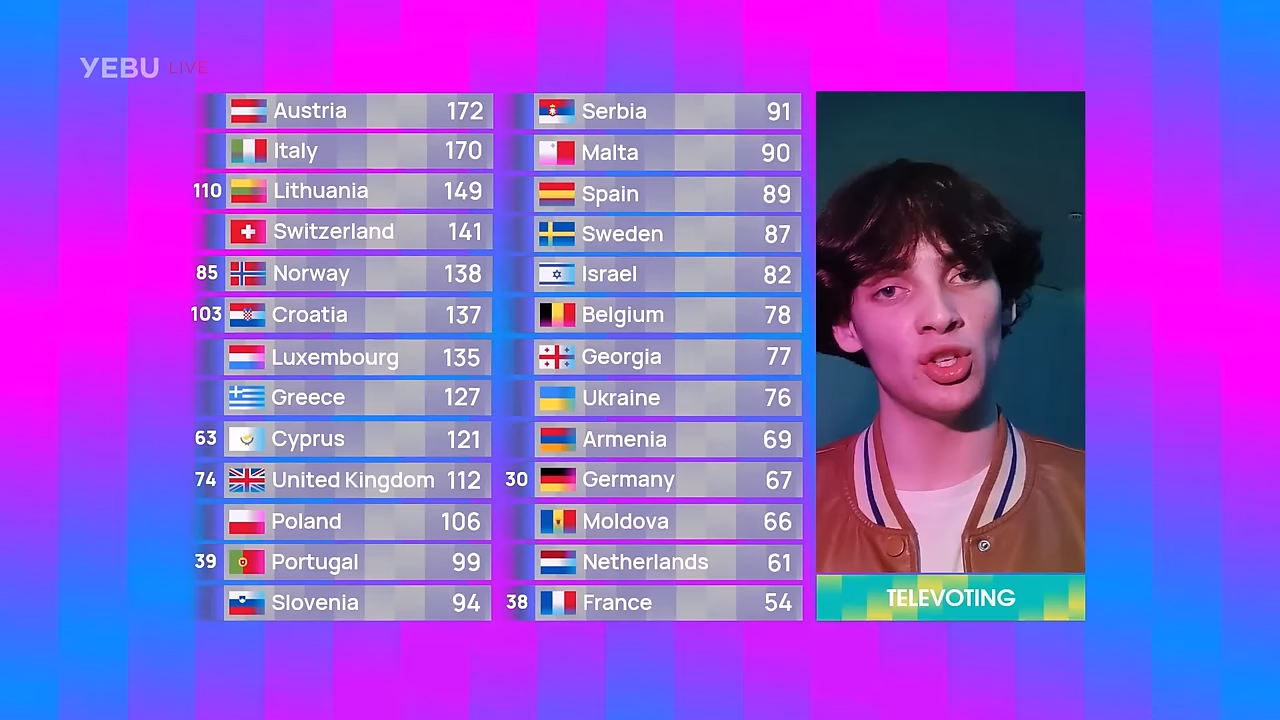 YEBU LIVE
Austria 172
Italy 170
110 Lithuania 149
Switzerland 141
85 Norway 138
103 Croatia 137
Luxembourg 135
Greece 127
63 Cyprus 121
74 United Kingdom 112
Poland 106
39 Portugal 99
Slovenia 94
Serbia 91
Malta 90
Spain 89
Sweden 87
Israel 82
Belgium 78
Georgia 77
Ukraine 76
Armenia 69
30 Germany 67
Moldova 66
Netherlands 61
38 France 54
TELEVOTING